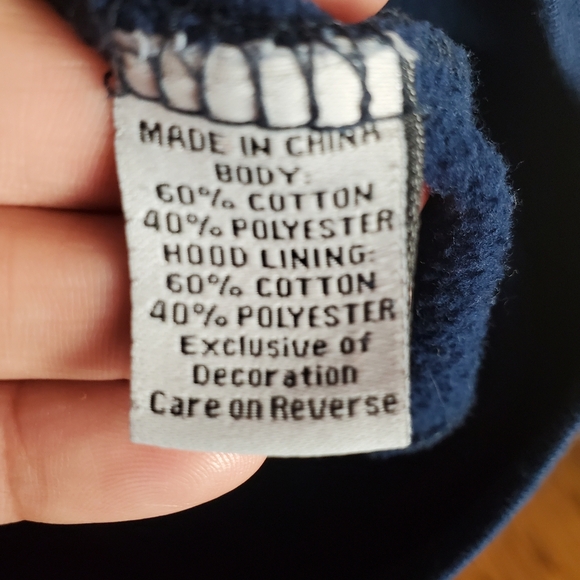 MADE IN CHINA
BODY:
60% COTTON
40% POLYESTER
HOOD LINING:
60% COTTON
40% POLYESTER
Exclusive of
Decoration
Care on Reverse